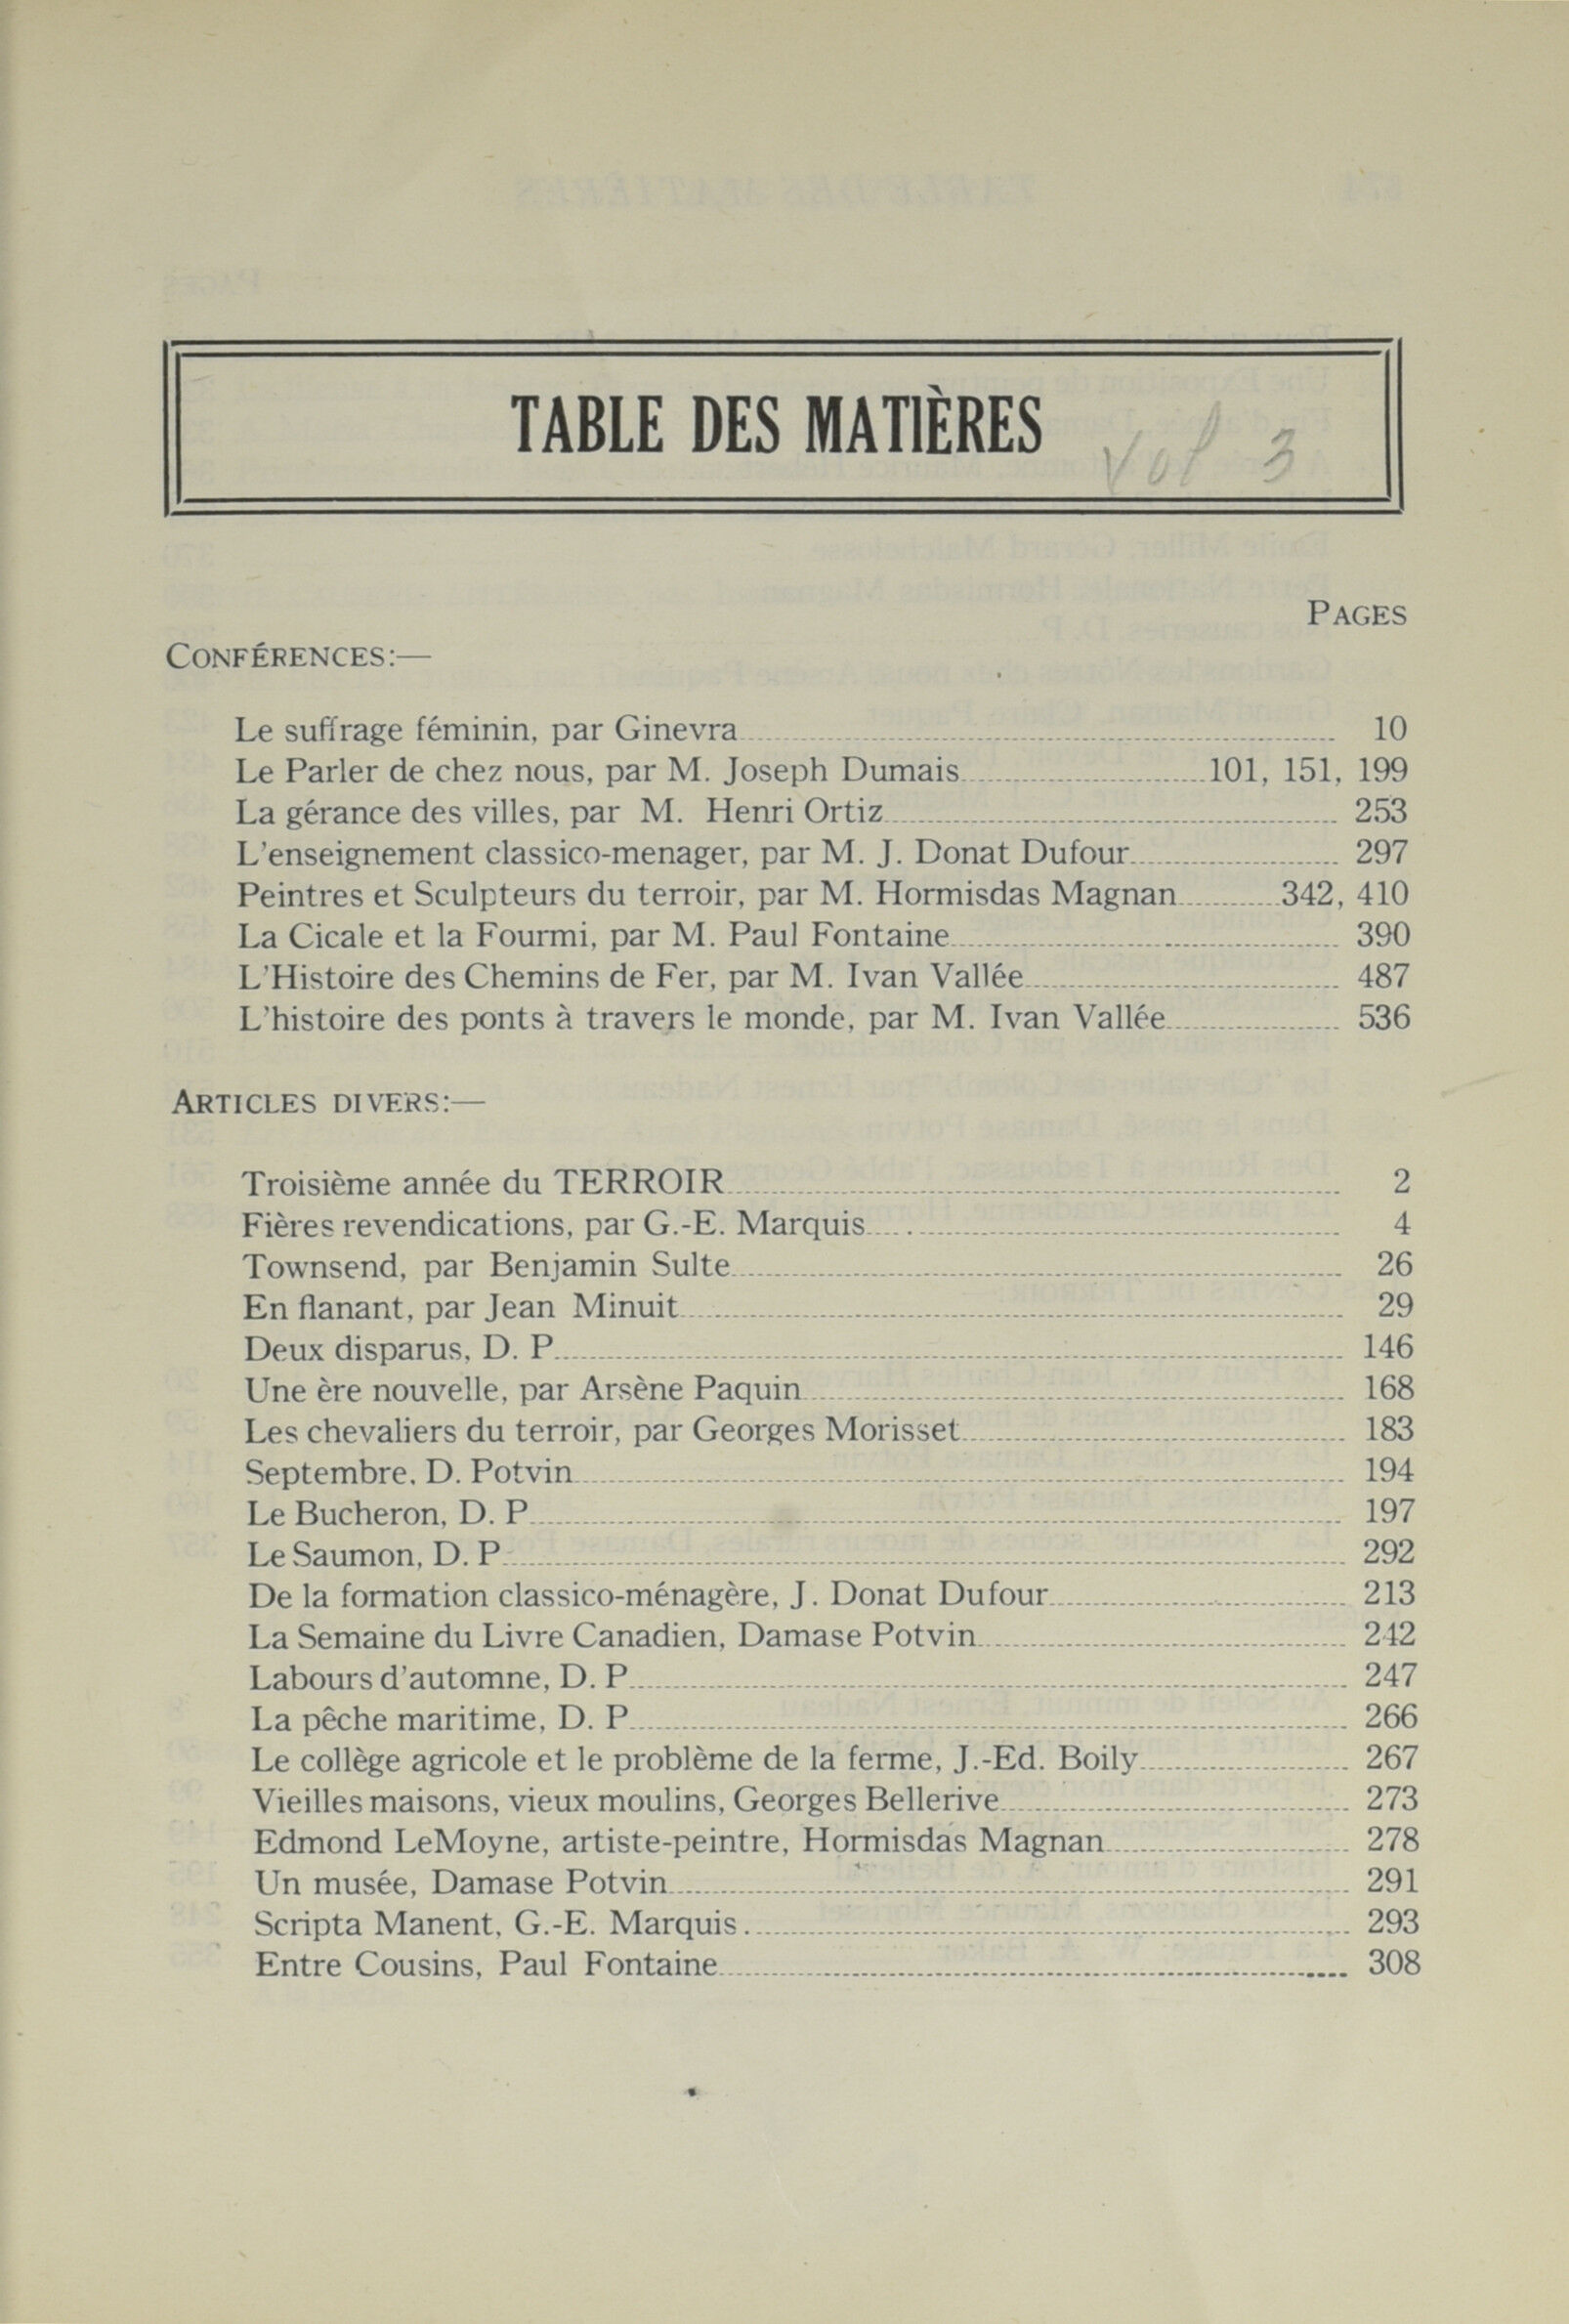 TABLE DES MATIÈRES
Vol 3
PAGES
CONFÉRENCES:—
Le suffrage féminin, par Ginevra 10
Le Parler de chez nous, par M. Joseph Dumais 101, 151, 199
La gérance des villes, par M. Henri Ortiz 253
L'enseignement classico-menager, par M. J. Donat Dufour 297
Peintres et Sculpteurs du terroir, par M. Hormisdas Magnan 342, 410
La Cicale et la Fourmi, par M. Paul Fontaine 390
L'Histoire des Chemins de Fer, par M. Ivan Vallée 487
L'histoire des ponts à travers le monde, par M. Ivan Vallée 536
ARTICLES DIVERS:—
Troisième année du TERROIR 2
Fières revendications, par G.-E. Marquis 4
Townsend, par Benjamin Sulte 26
En flanant, par Jean Minuit 29
Deux disparus, D. P. 146
Une ère nouvelle, par Arsène Paquin 168
Les chevaliers du terroir, par Georges Morisset 183
Septembre, D. Potvin 194
Le Bucheron, D. P. 197
Le Saumon, D. P. 292
De la formation classico-ménagère, J. Donat Dufour 213
La Semaine du Livre Canadien, Damase Potvin 242
Labours d'automne, D. P. 247
La pêche maritime, D. P. 266
Le collège agricole et le problème de la ferme, J.-Ed. Boily 267
Vieilles maisons, vieux moulins, Georges Bellerive 273
Edmond LeMoyne, artiste-peintre, Hormisdas Magnan 278
Un musée, Damase Potvin 291
Scripta Manent, G.-E. Marquis 293
Entre Cousins, Paul Fontaine 308